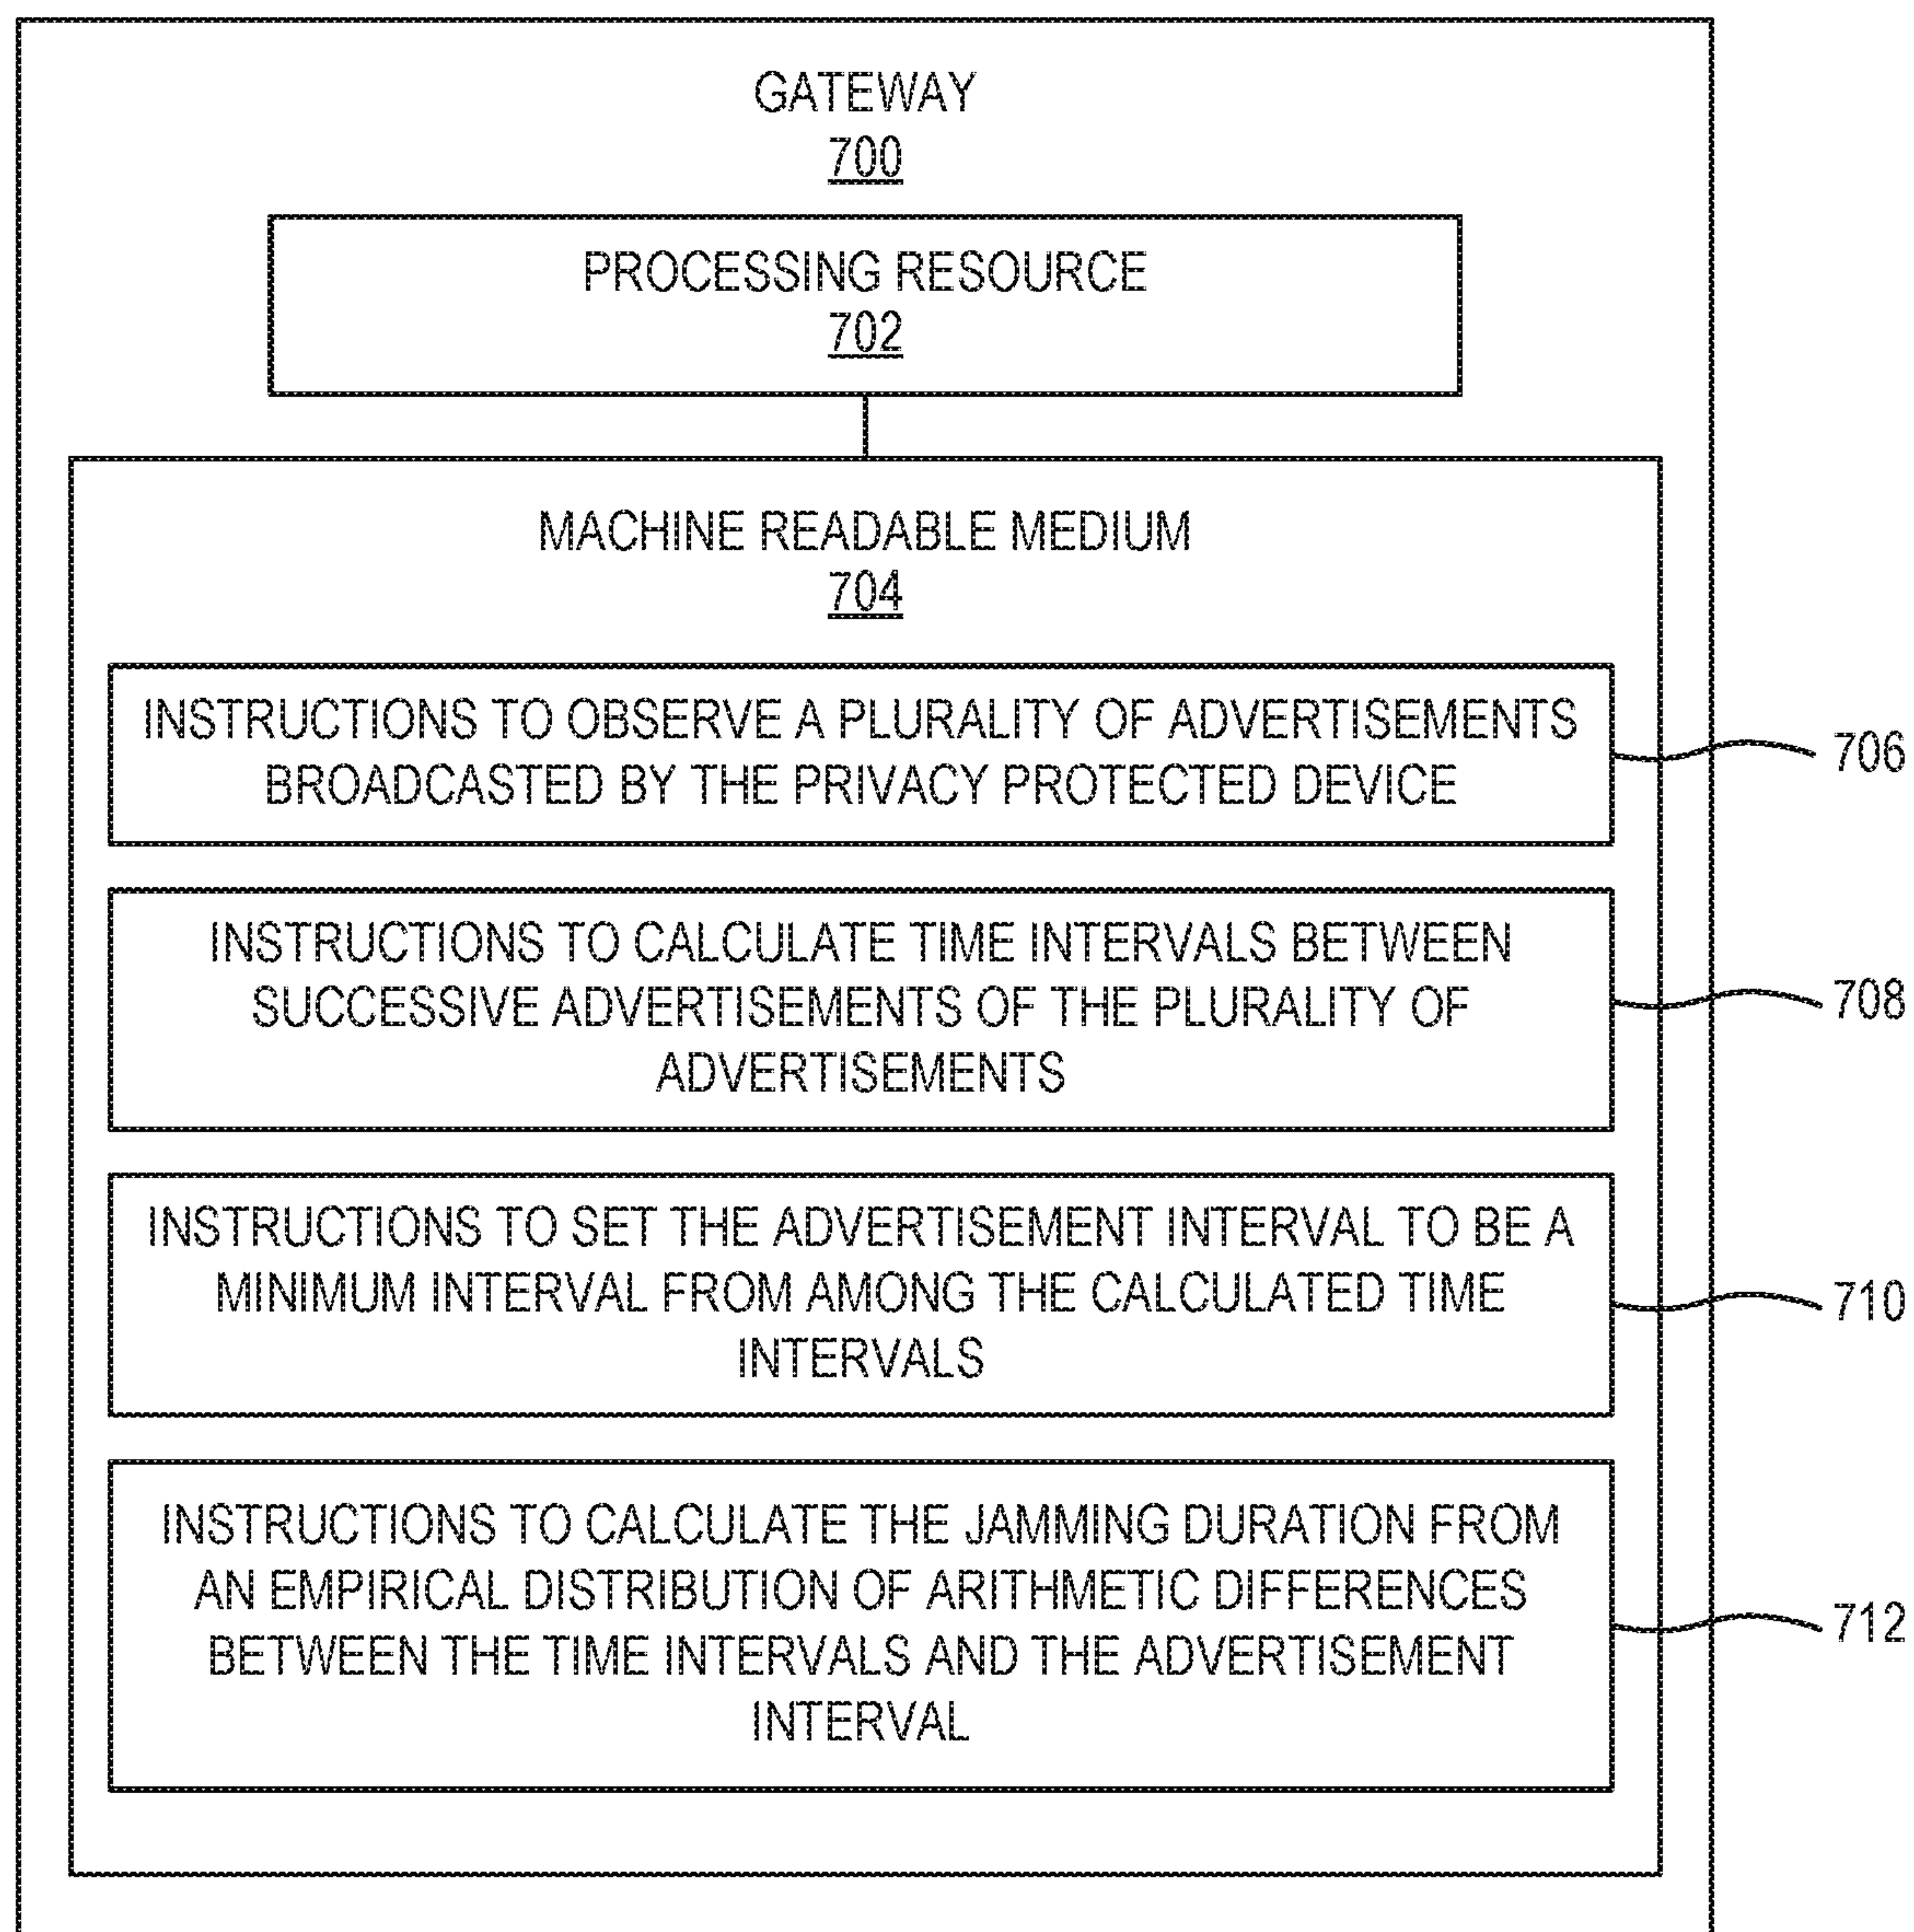 GATEWAY
700
PROCESSING RESOURCE
702
MACHINE READABLE MEDIUM
704
INSTRUCTIONS TO OBSERVE A PLURALITY OF ADVERTISEMENTS
BROADCASTED BY THE PRIVACY PROTECTED DEVICE
706
INSTRUCTIONS TO CALCULATE TIME INTERVALS BETWEEN
SUCCESSIVE ADVERTISEMENTS OF THE PLURALITY OF
ADVERTISEMENTS
708
INSTRUCTIONS TO SET THE ADVERTISEMENT INTERVAL TO BE A
MINIMUM INTERVAL FROM AMONG THE CALCULATED TIME
INTERVALS
710
INSTRUCTIONS TO CALCULATE THE JAMMING DURATION FROM
AN EMPIRICAL DISTRIBUTION OF ARITHMETIC DIFFERENCES
BETWEEN THE TIME INTERVALS AND THE ADVERTISEMENT
INTERVAL
712